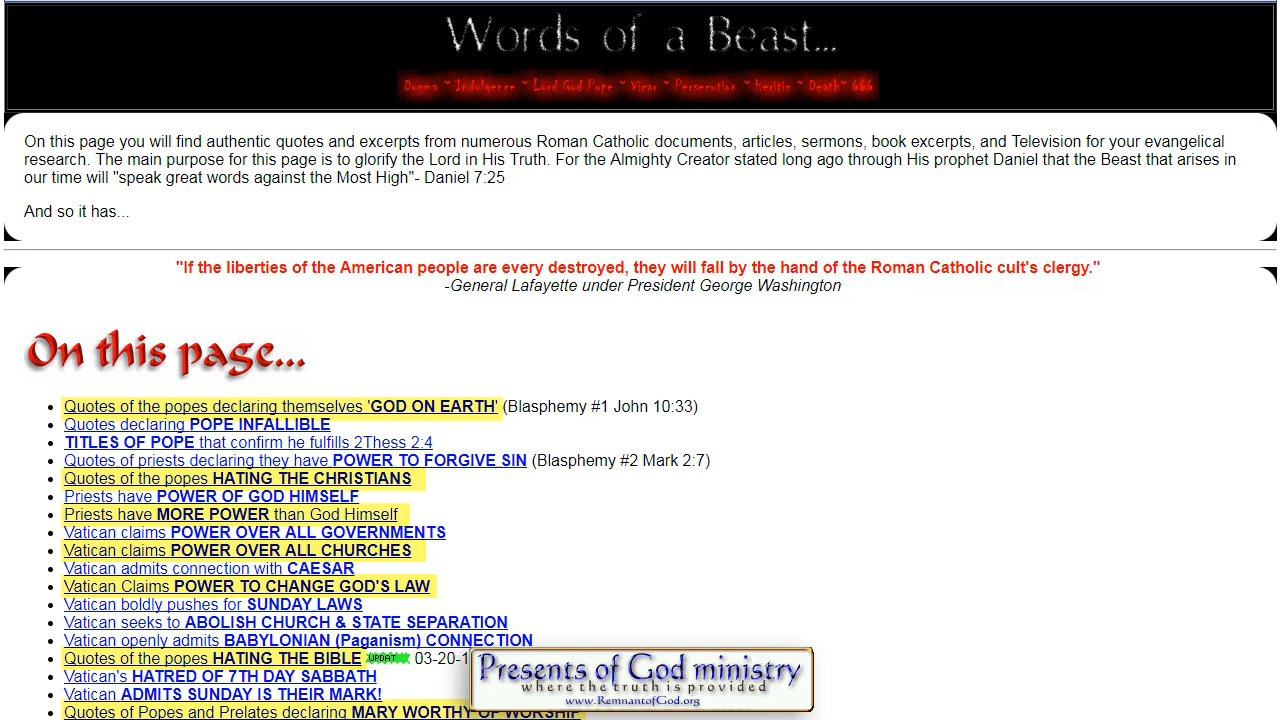 Words of a Beast...
Dogma ~ Indulgence ~ Lord God Pope ~ Vicar ~ Persecution ~ Heritic ~ Death~ 666
On this page you will find authentic quotes and excerpts from numerous Roman Catholic documents, articles, sermons, book excerpts, and Television for your evangelical
research. The main purpose for this page is to glorify the Lord in His Truth. For the Almighty Creator stated long ago through His prophet Daniel that the Beast that arises in
our time will "speak great words against the Most High"- Daniel 7:25
And so it has...
"If the liberties of the American people are every destroyed, they will fall by the hand of the Roman Catholic cult's clergy."
-General Lafayette under President George Washington
On this page...
Quotes of the popes declaring themselves 'GOD ON EARTH' (Blasphemy #1 John 10:33)
Quotes declaring POPE INFALLIBLE
TITLES OF POPE that confirm he fulfills 2Thess 2:4
Quotes of priests declaring they have POWER TO FORGIVE SIN (Blasphemy #2 Mark 2:7)
Quotes of the popes HATING THE CHRISTIANS
Priests have POWER OF GOD HIMSELF
Priests have MORE POWER than God Himself
Vatican claims POWER OVER ALL GOVERNMENTS
Vatican claims POWER OVER ALL CHURCHES
Vatican admits connection with CAESAR
Vatican Claims POWER TO CHANGE GOD'S LAW
Vatican boldly pushes for SUNDAY LAWS
Vatican seeks to ABOLISH CHURCH & STATE SEPARATION
Vatican openly admits BABYLONIAN (Paganism) CONNECTION
Quotes of the popes HATING THE BIBLE UPDAT 03-20-1
Vatican's HATRED OF 7TH DAY SABBATH
Vatican ADMITS SUNDAY IS THEIR MARK!
Quotes of Popes and Prelates declaring MARY WORTHY OF WORSHIP
Presents of God ministry
where the truth is provided
www.RemnantofGod.org